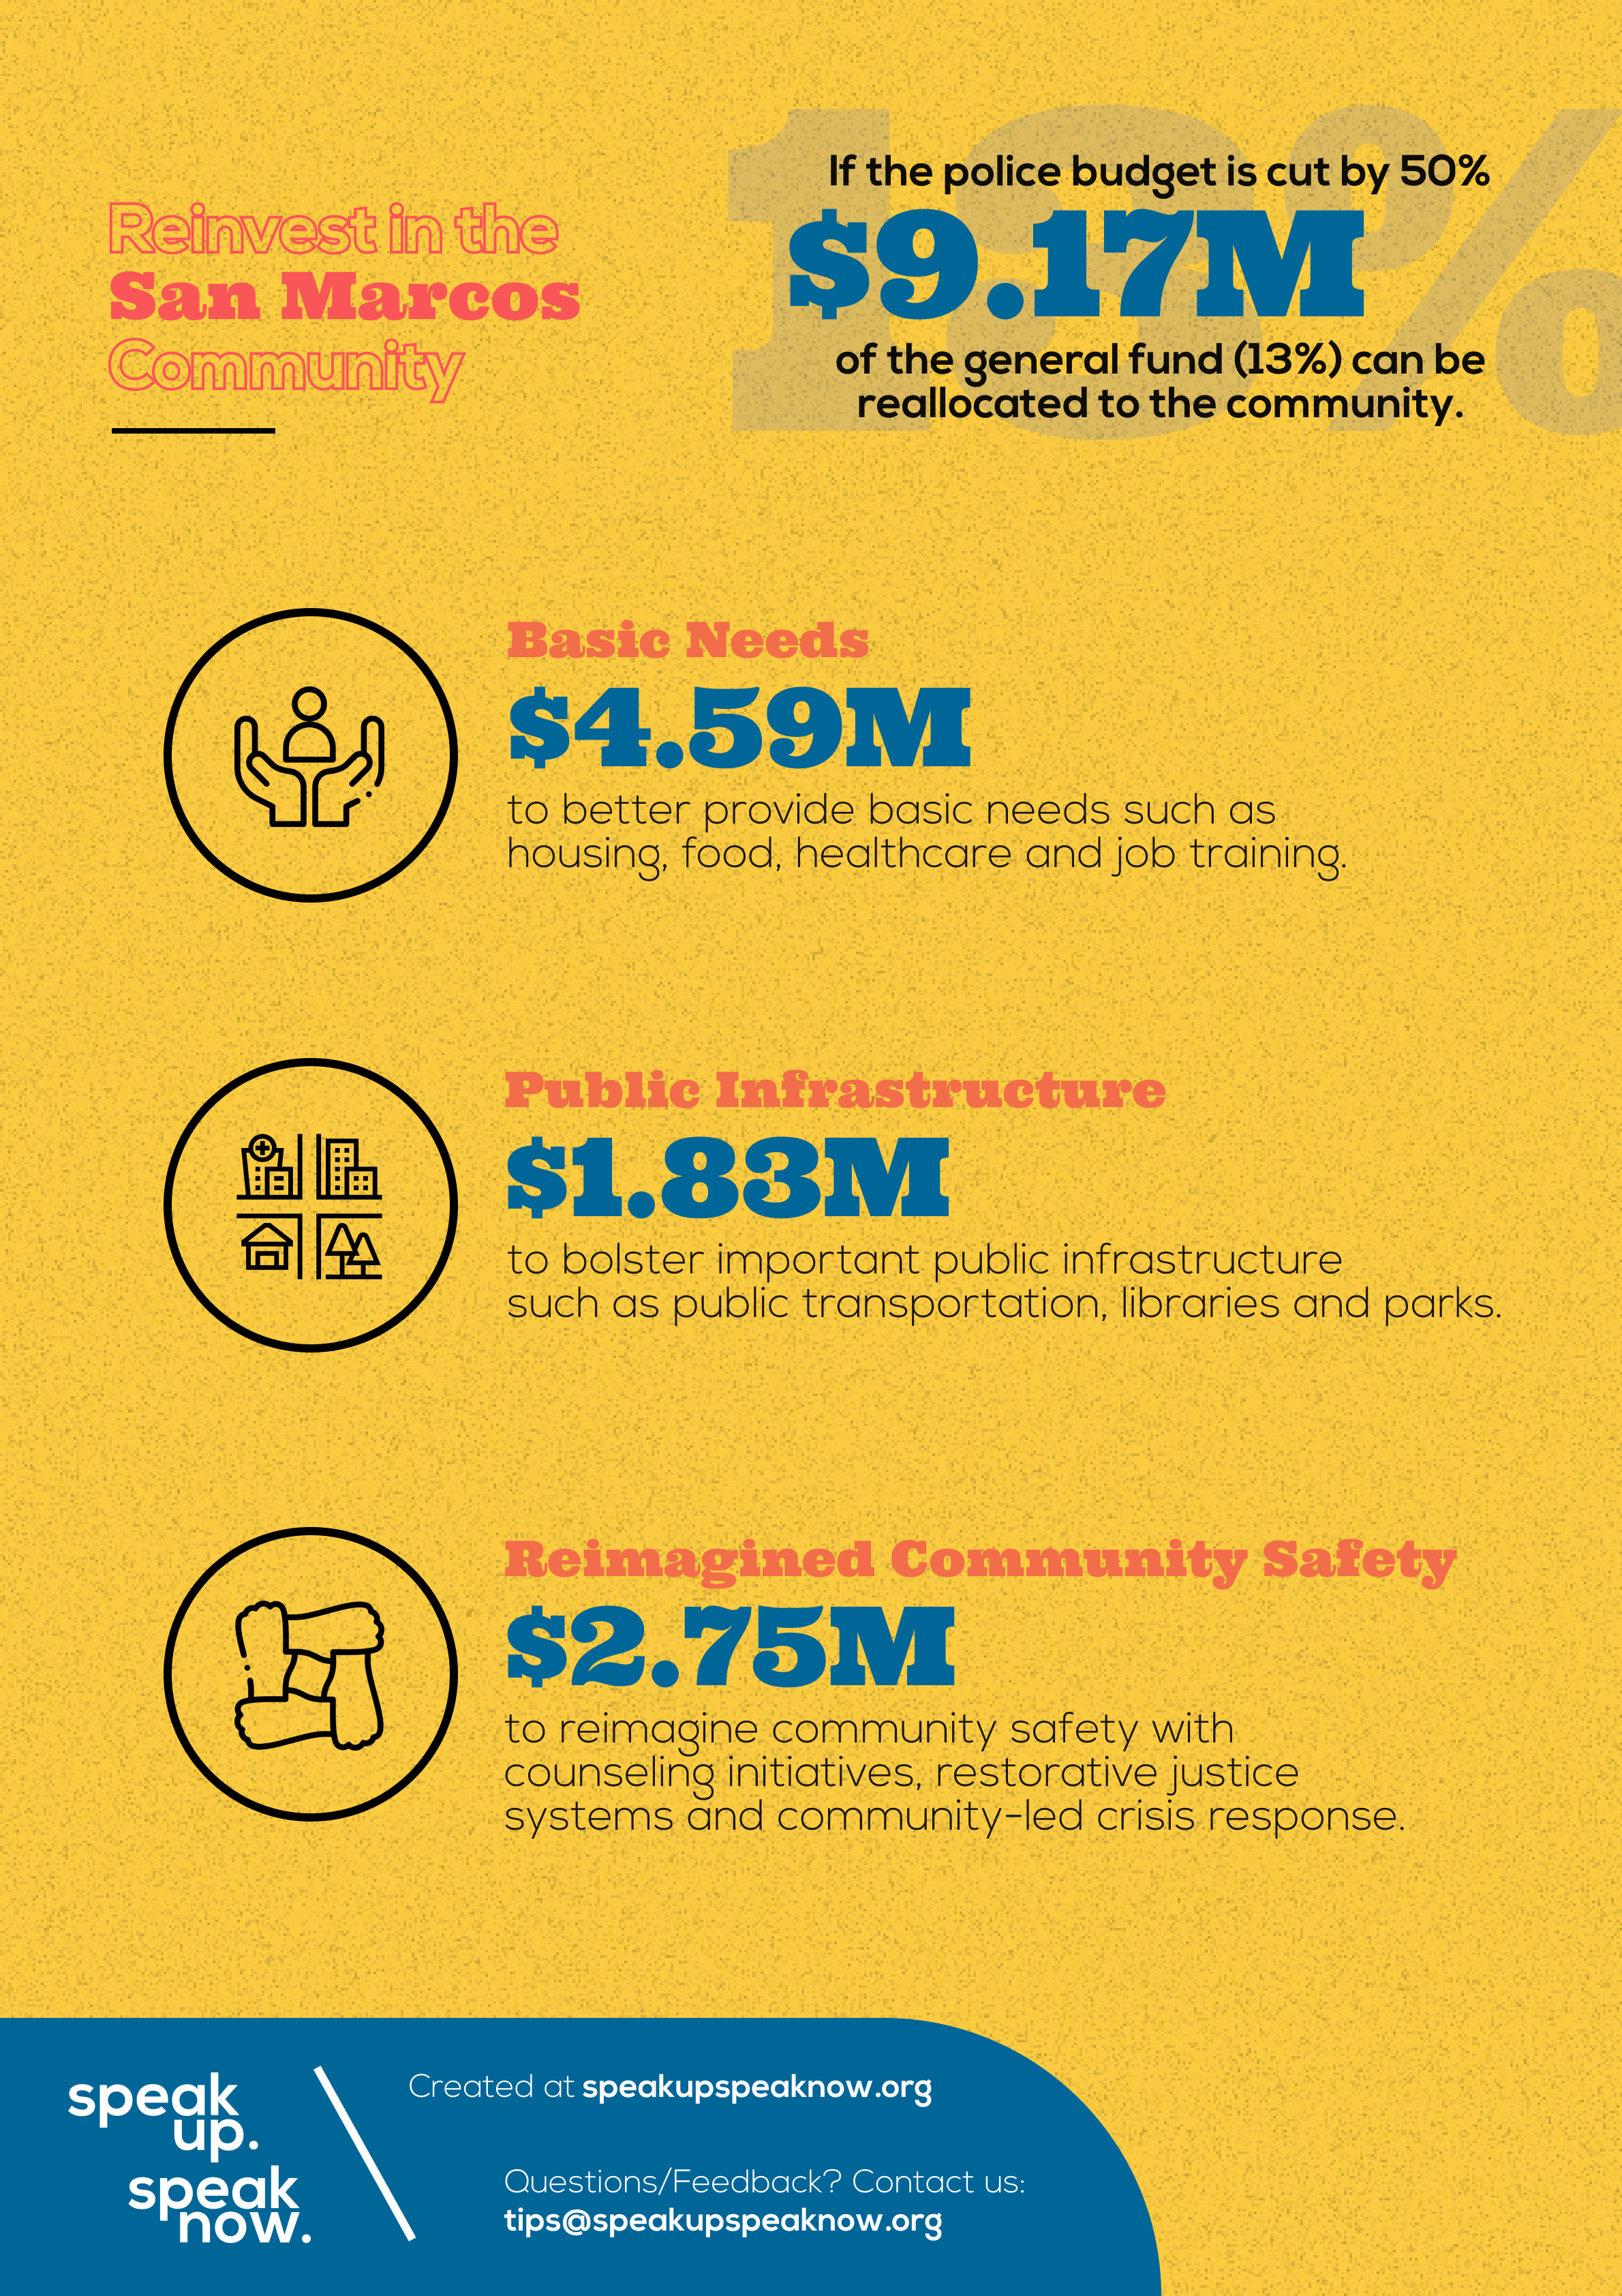 Reinvest in the
San Marcos
Community
13%
If the police budget is cut by 50%
$9.17M
of the general fund (13%) can be
reallocated to the community.
Basic Needs
$4.59M
to better provide basic needs such as
housing, food, healthcare and job training.
Public Infrastructure
$1.83M
to bolster important public infrastructure
such as public transportation, libraries and parks.
Reimagined Community Safety
$2.75M
to reimagine community safety with
counseling initiatives, restorative justice
systems and community-led crisis response.
speak
up.
speak
now.
Created at speakupspeaknow.org
Questions/Feedback? Contact us:
tips@speakupspeaknow.org